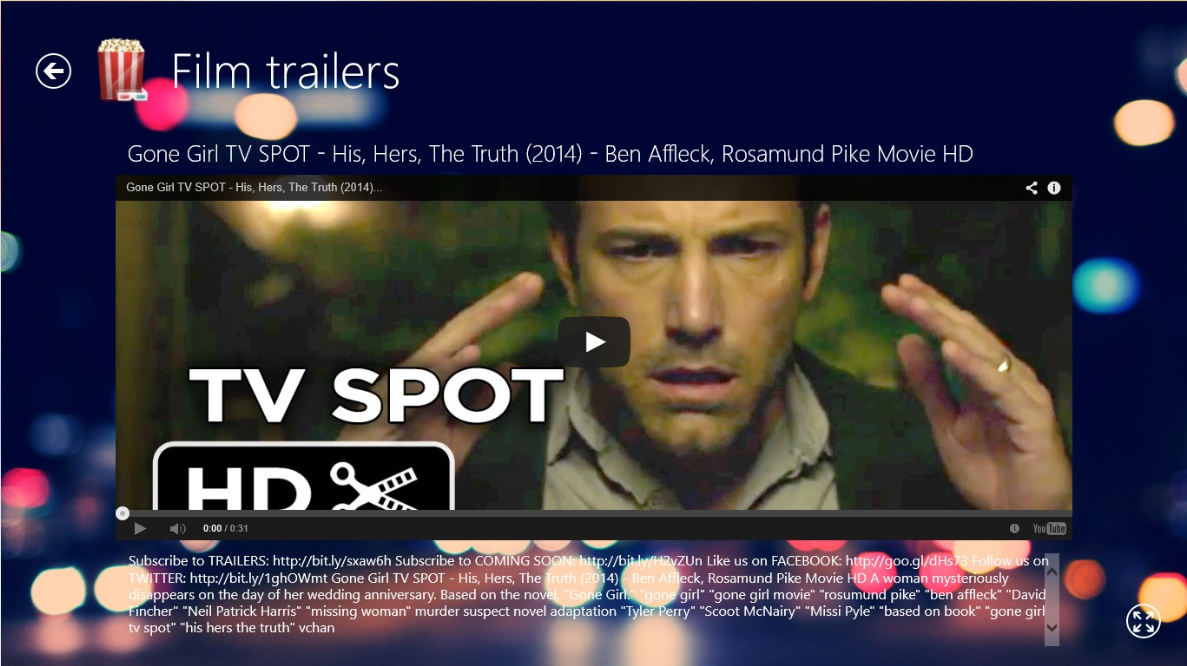 Film trailers
Gone Girl TV SPOT - His, Hers, The Truth (2014) - Ben Affleck, Rosamund Pike Movie HD
Gone Girl TV SPOT - His, Hers, The Truth (2014)...
TV SPOT
HD
0:00 / 0:31
YouTube
Subscribe to TRAILERS: http://bit.ly/sxaw6h Subscribe to COMING SOON: http://bit.ly/H2vZUn Like us on FACEBOOK: http://goo.gl/dHs73 Follow us on
TWITTER: http://bit.ly/1ghOWmt Gone Girl TV SPOT - His, Hers, The Truth (2014) - Ben Affleck, Rosamund Pike Movie HD A woman mysteriously
disappears on the day of her wedding anniversary. Based on the novel, "Gone Girl." "gone girl" "gone girl movie" "rosumund pike" "ben affleck" "David
Fincher" "Neil Patrick Harris" "missing woman" murder suspect novel adaptation "Tyler Perry" "Scoot McNairy" "Missi Pyle" "based on book" "gone girl
tv spot" "his hers the truth" vchan